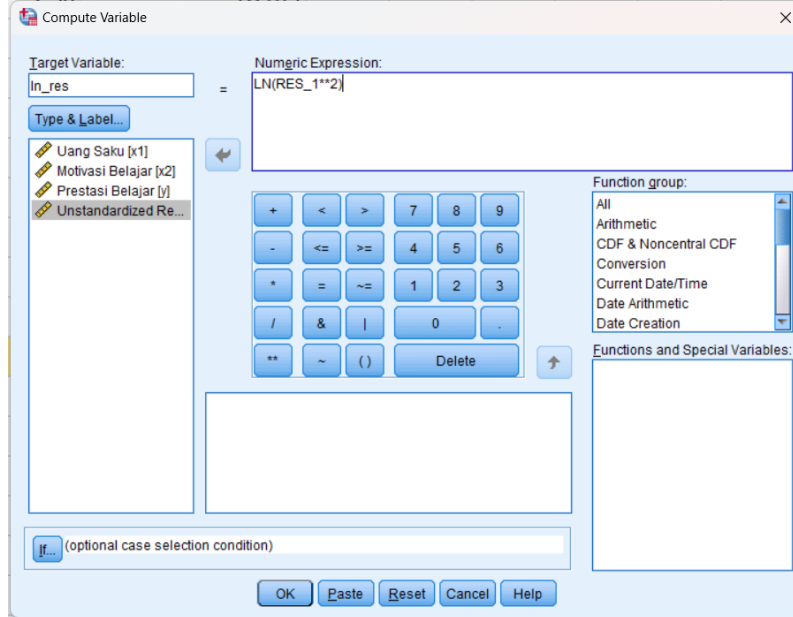 Compute Variable
Target Variable:
ln_res
=
Numeric Expression:
LN(RES_1**2)
Type & Label...
Uang Saku [x1]
Motivasi Belajar [x2]
Prestasi Belajar [y]
Unstandardized Re...
+ < > 7 8 9
- <= >= 4 5 6
* = ~= 1 2 3
/ & | 0 .
** ~ ( ) Delete
Function group:
All
Arithmetic
CDF & Noncentral CDF
Conversion
Current Date/Time
Date Arithmetic
Date Creation
Functions and Special Variables:
If... (optional case selection condition)
OK Paste Reset Cancel Help